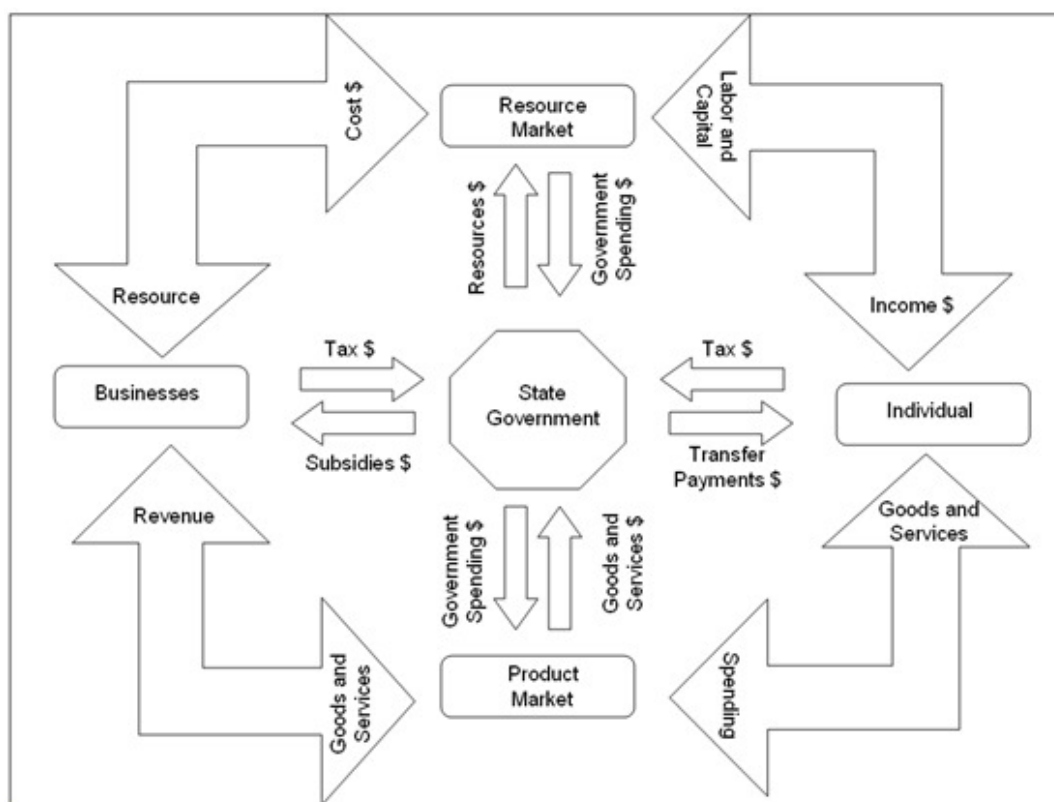 Cost $
Resource
Market
Labor and
Capital
Resources $
Government
Spending $
Resource
Income $
Tax $
Tax $
Businesses
State
Government
Individual
Subsidies $
Transfer
Payments $
Revenue
Goods and
Services
Government
Spending $
Goods and
Services $
Goods and
Services
Product
Market
Spending